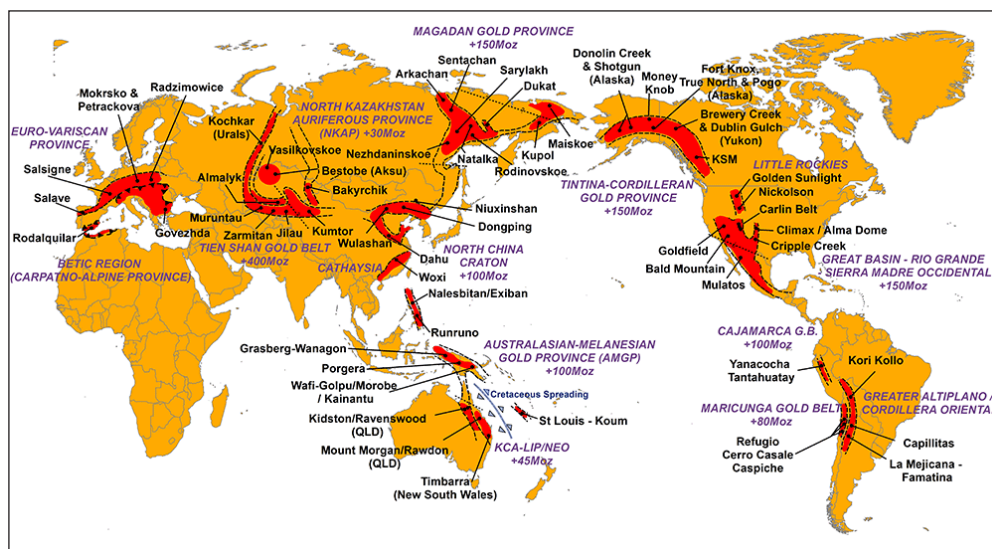 MAGADAN GOLD PROVINCE
+150Moz
Sentachan
Arkachan
Sarylakh
Dukat
Donolin Creek
& Shotgun
(Alaska)
Money
Knob
Fort Knox,
True North & Pogo
(Alaska)
Brewery Creek
& Dublin Gulch
(Yukon)
KSM
Radzimowice
Mokrsko &
Petrackova
EURO-VARISCAN
PROVINCE
Salsigne
Salave
Rodalquilar
Govezhda
BETIC REGION
(CARPATNO-ALPINE PROVINCE)
Kochkar
(Urals)
NORTH KAZAKHSTAN
AURIFEROUS PROVINCE
(NKAP) +30Moz
Vasilkovskoe
Nezhdaninskoe
Bestobe (Aksu)
Almalyk
Bakyrchik
Natalka
Rodinovskoe
Kupol
Maiskoe
Muruntau
Zarmitan
Jilau
Kumtor
TIEN SHAN GOLD BELT
+400Moz
Wulashan
Niuxinshan
Dongping
Dahu
Woxi
NORTH CHINA
CRATON
+100Moz
CATHAYSIA
Nalesbitan/Exiban
Runruno
TINTINA-CORDILLERAN
GOLD PROVINCE
+150Moz
LITTLE ROCKIES
Golden Sunlight
Nickolson
Carlin Belt
Climax / Alma Dome
Cripple Creek
Goldfield
Bald Mountain
Mulatos
GREAT BASIN - RIO GRANDE
- SIERRA MADRE OCCIDENTAL
+150Moz
Grasberg-Wanagon
Porgera
Wafi-Golpu/Morobe
/ Kainantu
AUSTRALASIAN-MELANESIAN
GOLD PROVINCE (AMGP)
+100Moz
Cretaceous Spreading
Kidston/Ravenswood
(QLD)
St Louis - Koum
Mount Morgan/Rawdon
(QLD)
KCA-LIP/NEO
+45Moz
Timbarra
(New South Wales)
CAJAMARCA G.B.
+100Moz
Yanacocha
Tantahuatay
Kori Kollo
MARICUNGA GOLD BELT
+80Moz
GREATER ALTIPLANO /
CORDILLERA ORIENTAL
Refugio
Cerro Casale
Caspiche
Capillitas
La Mejicana -
Famatina